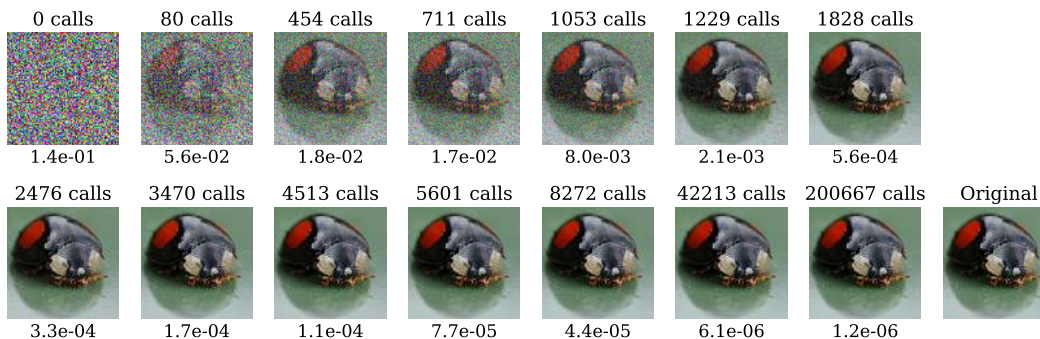 0 calls 80 calls 454 calls 711 calls 1053 calls 1229 calls 1828 calls
1.4e-01 5.6e-02 1.8e-02 1.7e-02 8.0e-03 2.1e-03 5.6e-04
2476 calls 3470 calls 4513 calls 5601 calls 8272 calls 42213 calls 200667 calls Original
3.3e-04 1.7e-04 1.1e-04 7.7e-05 4.4e-05 6.1e-06 1.2e-06